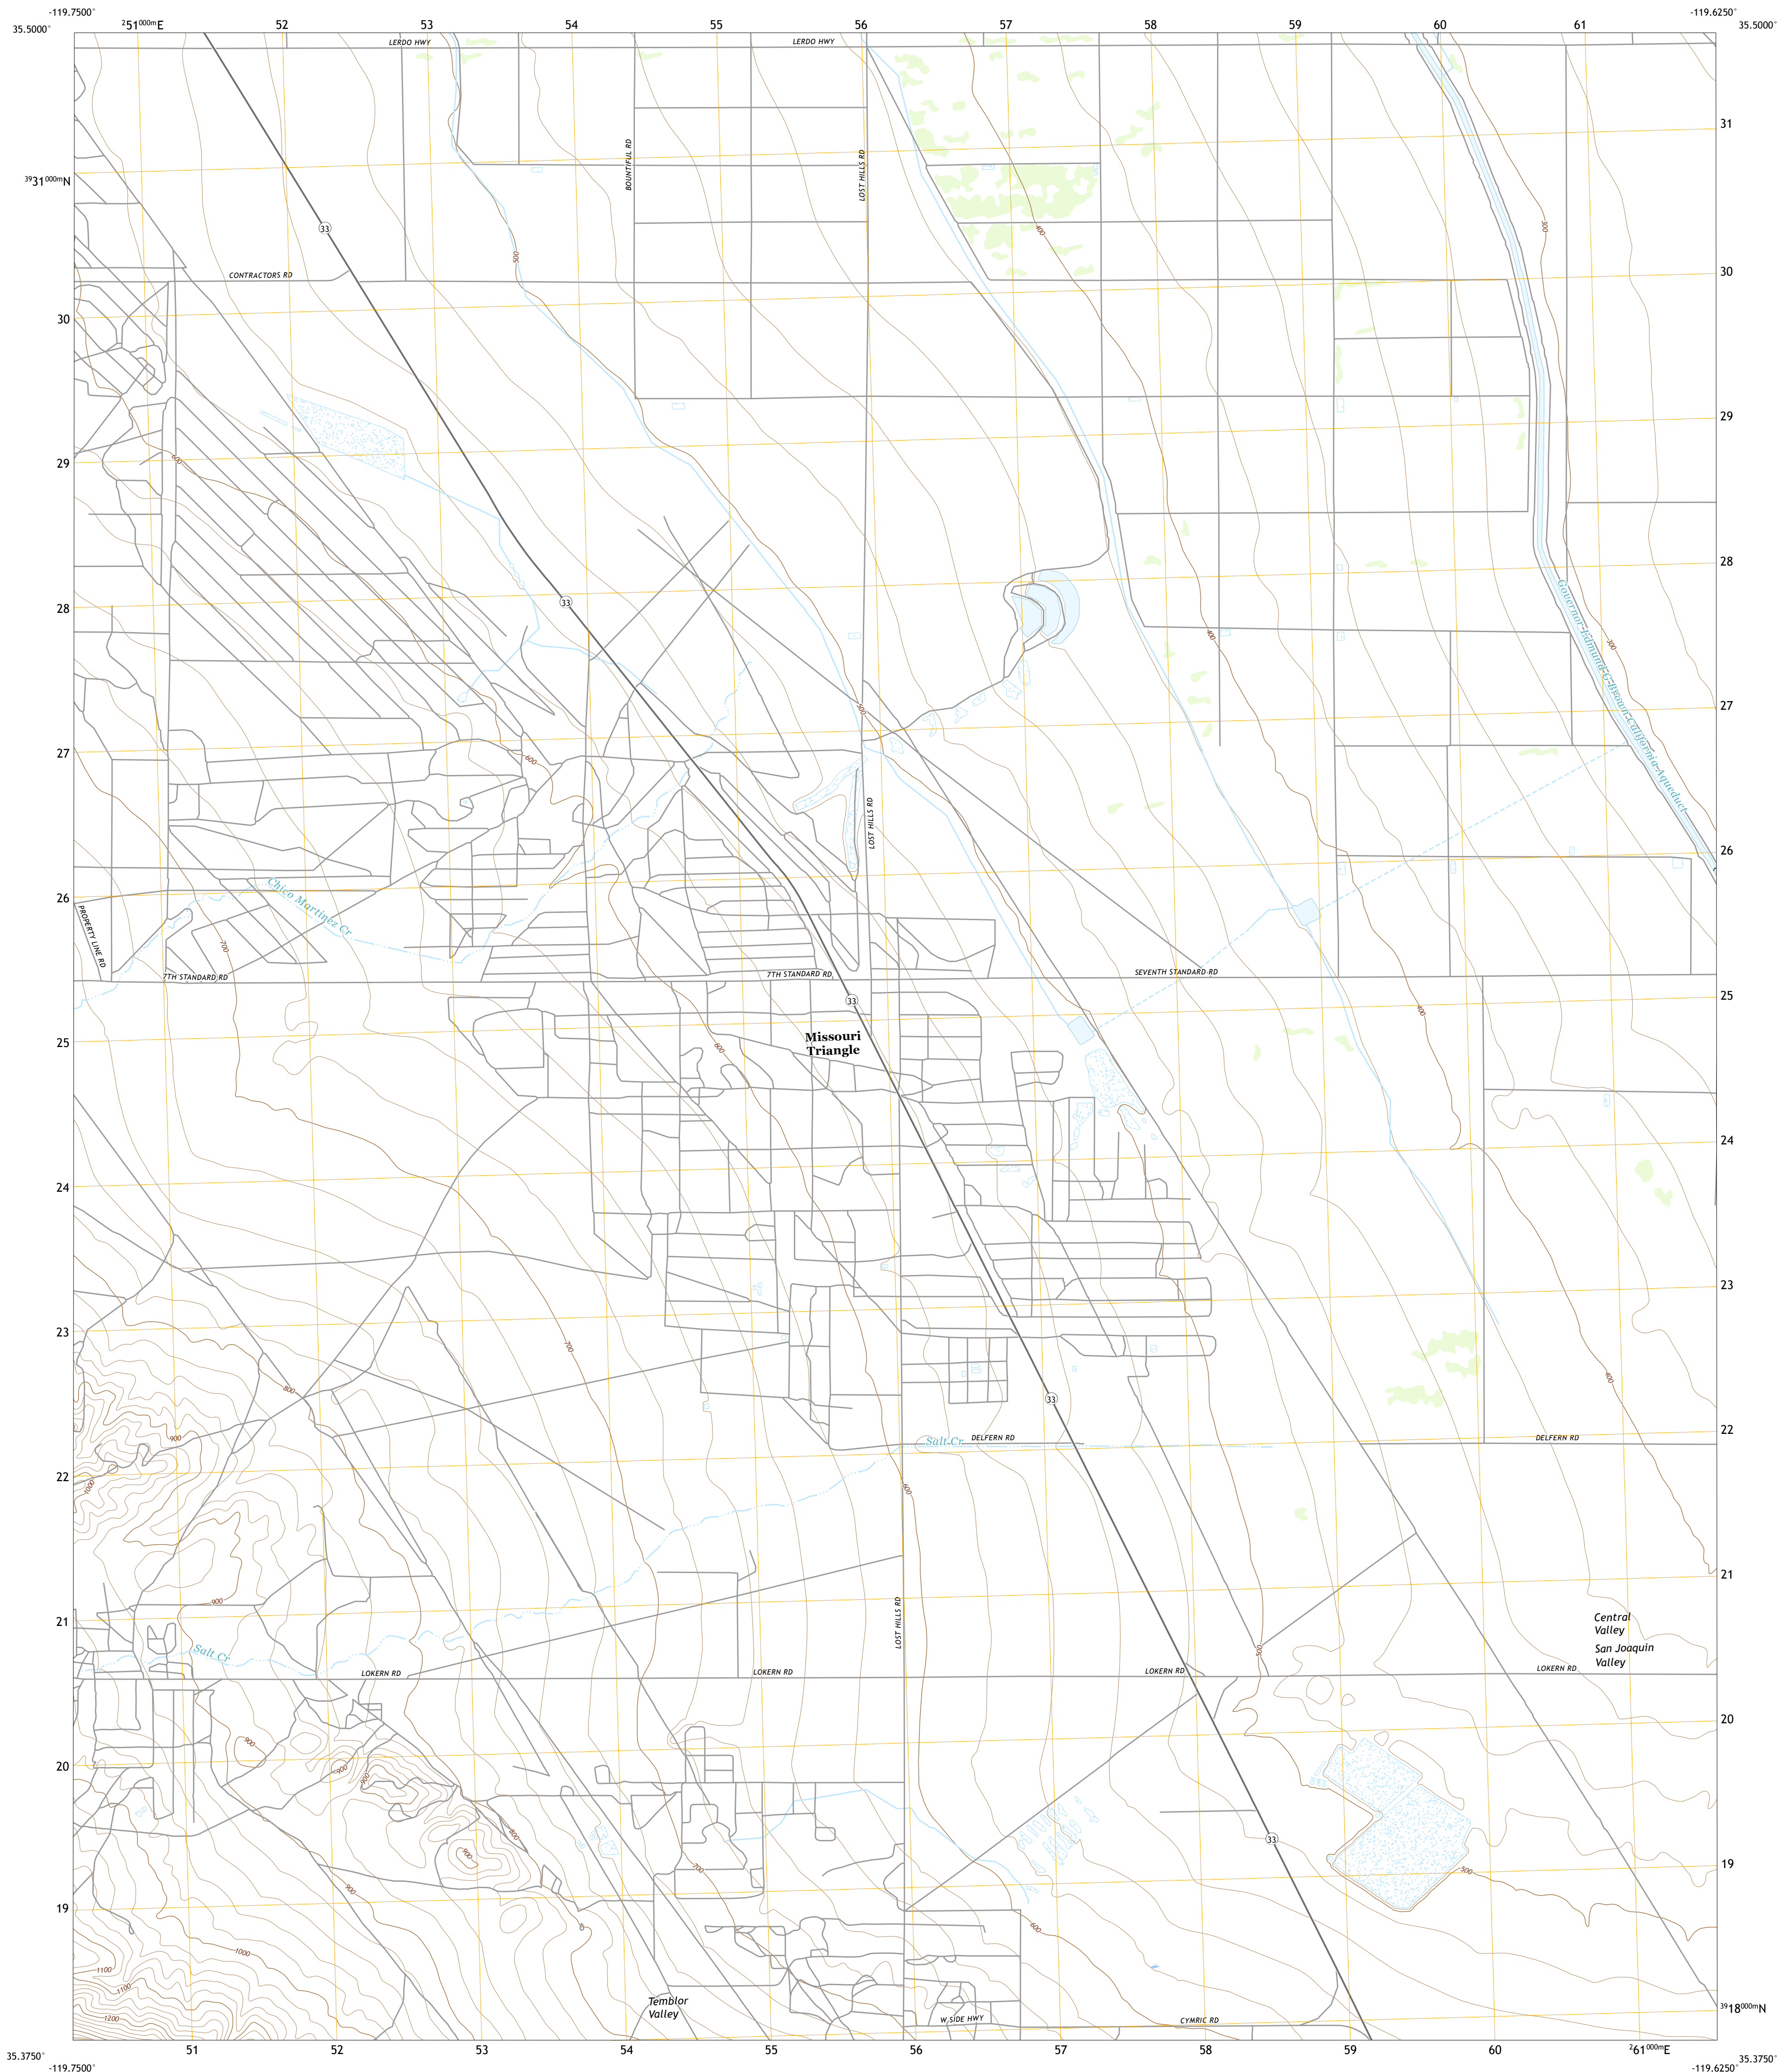 -119.7500°
-119.6250°
35.5000°
²51⁰⁰⁰ᵐE
52
53
54
55
56
57
58
59
60
61
35.5000°
LERDO HWY
LERDO HWY
31
BOUNTIFUL RD
LOST HILLS RD
³⁹31⁰⁰⁰ᵐN
300
33
400
500
CONTRACTORS RD
30
30
29
29
600
28
33
28
Governor Edmund G Brown California Aqueduct
400
300
500
27
27
600
LOST HILLS RD
26
26
Chico Martinez Cr
PROPERTY LINE RD
700
7TH STANDARD RD
7TH STANDARD RD
SEVENTH STANDARD RD
33
25
400
Missouri
Triangle
25
600
24
24
23
23
700
800
400
33
900
22
Salt Cr
DELFERN RD
DELFERN RD
1000
22
600
21
900
21
LOST HILLS RD
Central
Valley
San Joaquin
Valley
Salt Cr
500
LOKERN RD
LOKERN RD
LOKERN RD
LOKERN RD
20
900
20
900
900
800
33
900
700
19
500
900
19
600
1000
1100
1100
1200
Temblor
Valley
W SIDE HWY
CYMRIC RD
³⁹18⁰⁰⁰ᵐN
51
52
53
54
55
56
57
58
59
60
²61⁰⁰⁰ᵐE
35.3750°
35.3750°
-119.7500°
-119.6250°